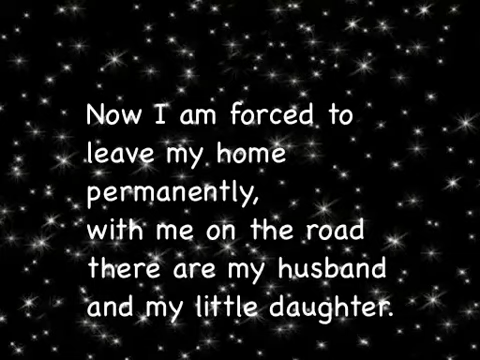 Now I am forced to
leave my home
permanently,
with me on the road
there are my husband
and my little daughter.